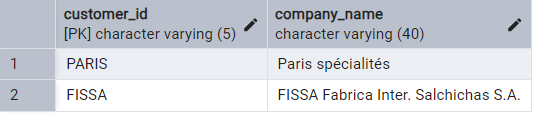 customer_id company_name
[PK] character varying (5) character varying (40)
1 PARIS Paris spécialités
2 FISSA FISSA Fabrica Inter. Salchichas S.A.